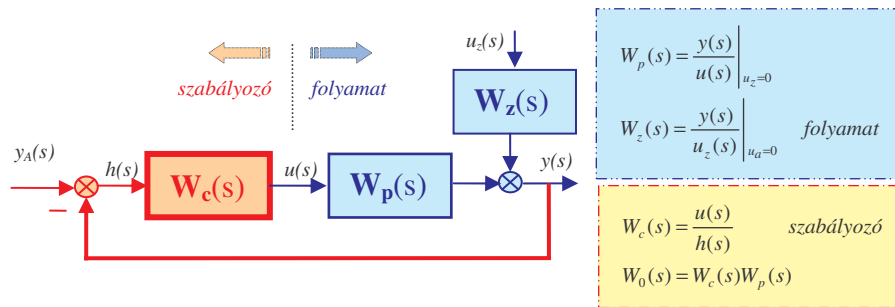 u_z(s)
szabályozó folyamat
W_z(s)
y_A(s) h(s) W_c(s) u(s) W_p(s) y(s)
−
W_p(s) = y(s)/u(s) |_{u_z=0}
W_z(s) = y(s)/u_z(s) |_{u_a=0} folyamat
W_c(s) = u(s)/h(s) szabályozó
W_0(s) = W_c(s)W_p(s)